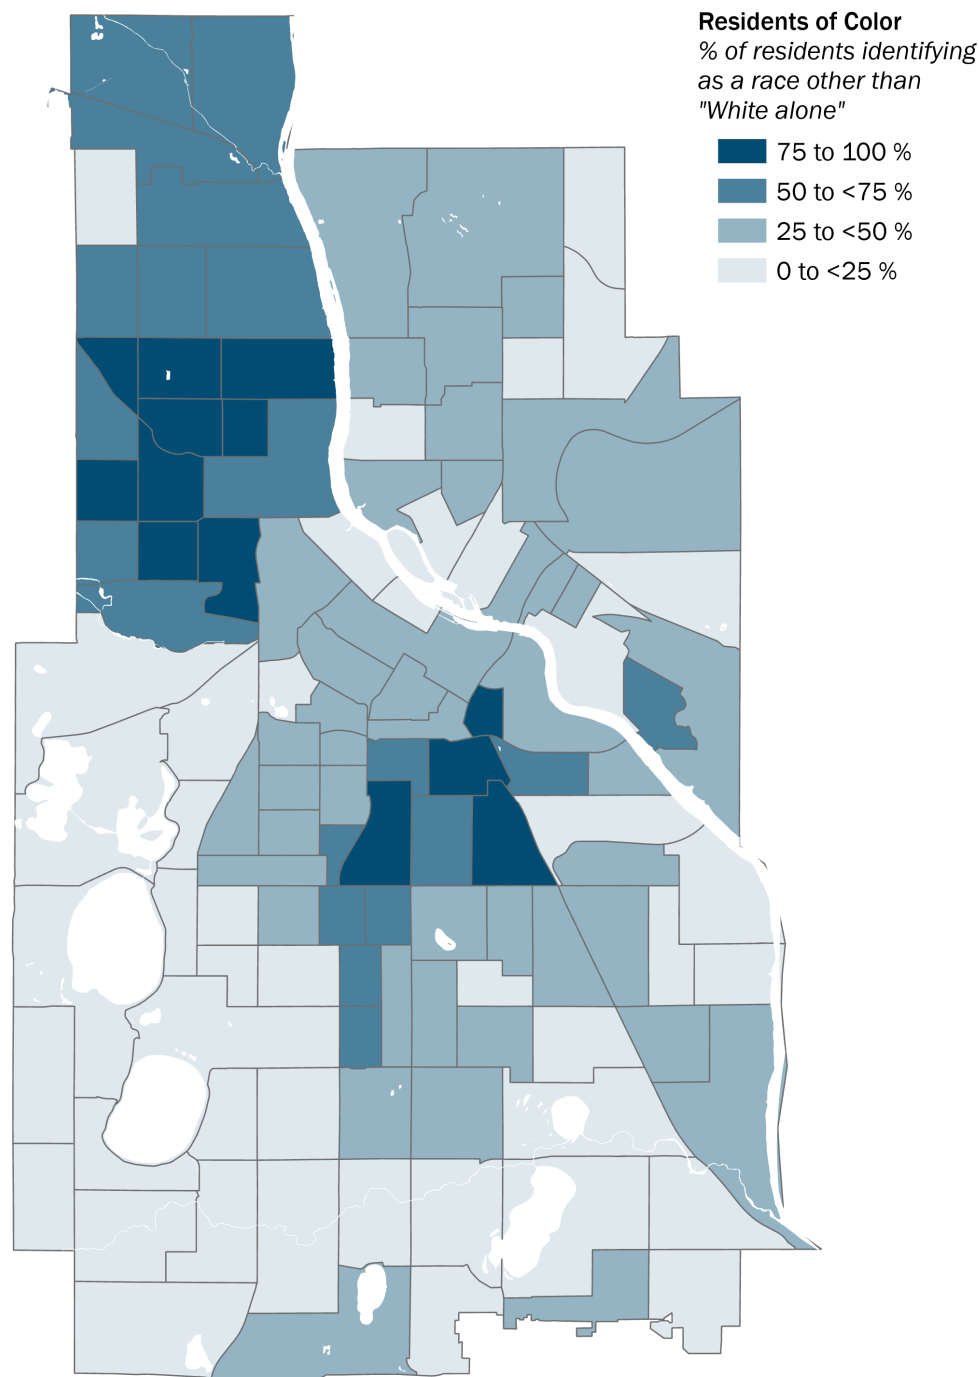 Residents of Color
% of residents identifying
as a race other than
"White alone"
75 to 100 %
50 to <75 %
25 to <50 %
0 to <25 %